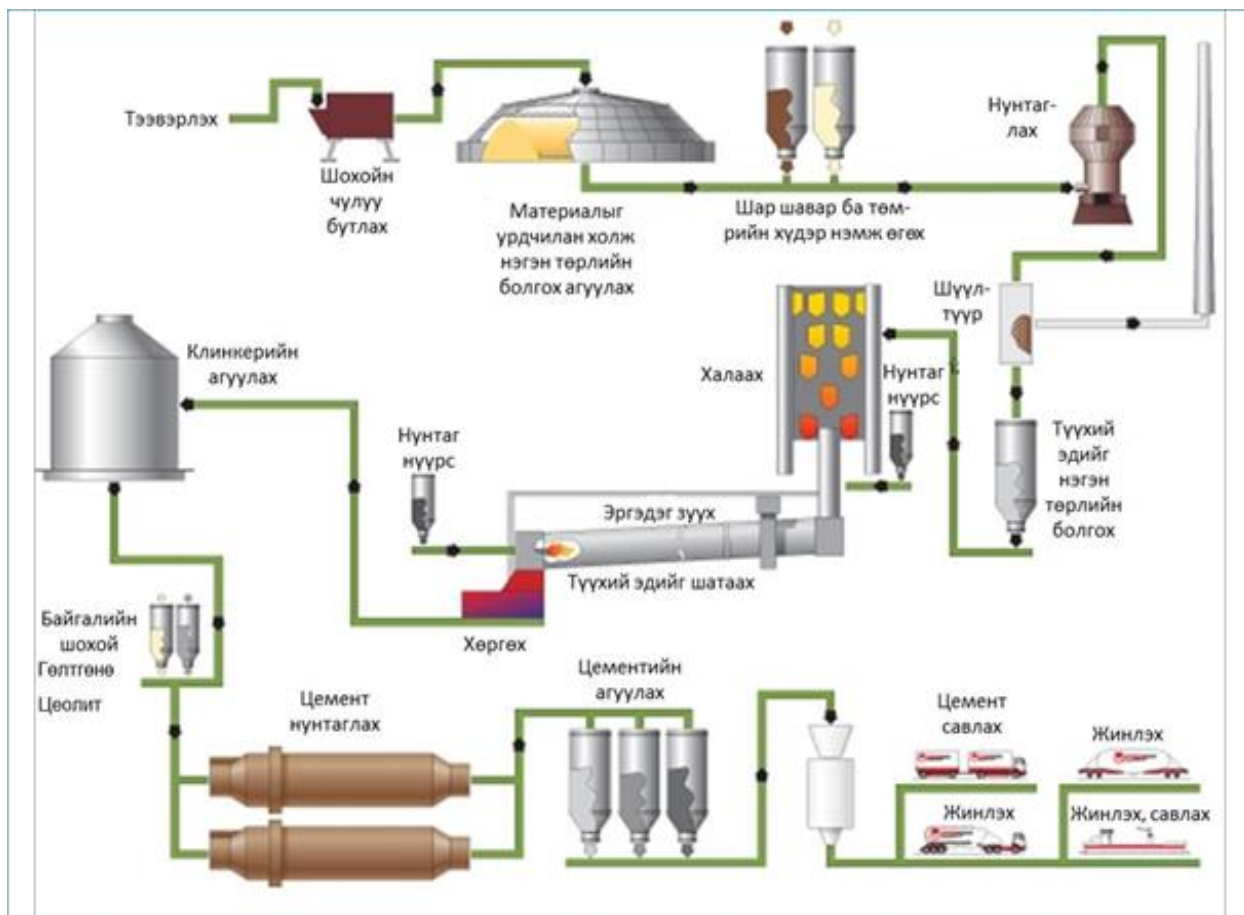 Тээвэрлэх
Шохойн
чулуу
бутлах
Материалыг
урдчилан холж
нэгэн төрлийн
болгох агуулах
Шар шавар ба төм-
рийн хүдэр нэмж өгөх
Нунтаг-
лах
Шүүл-
түүр
Түүхий
эдийг
нэгэн
төрлийн
болгох
Халаах
Нунтаг
нүүрс
Клинкерийн
агуулах
Нунтаг
нүүрс
Эргэдэг зуух
Түүхий эдийг шатаах
Хөргөх
Байгалийн
шохой
Гөлтгөнө
Цеолит
Цемент
нунтаглах
Цементийн
агуулах
Цемент
савлах
Жинлэх
Жинлэх
Жинлэх, савлах